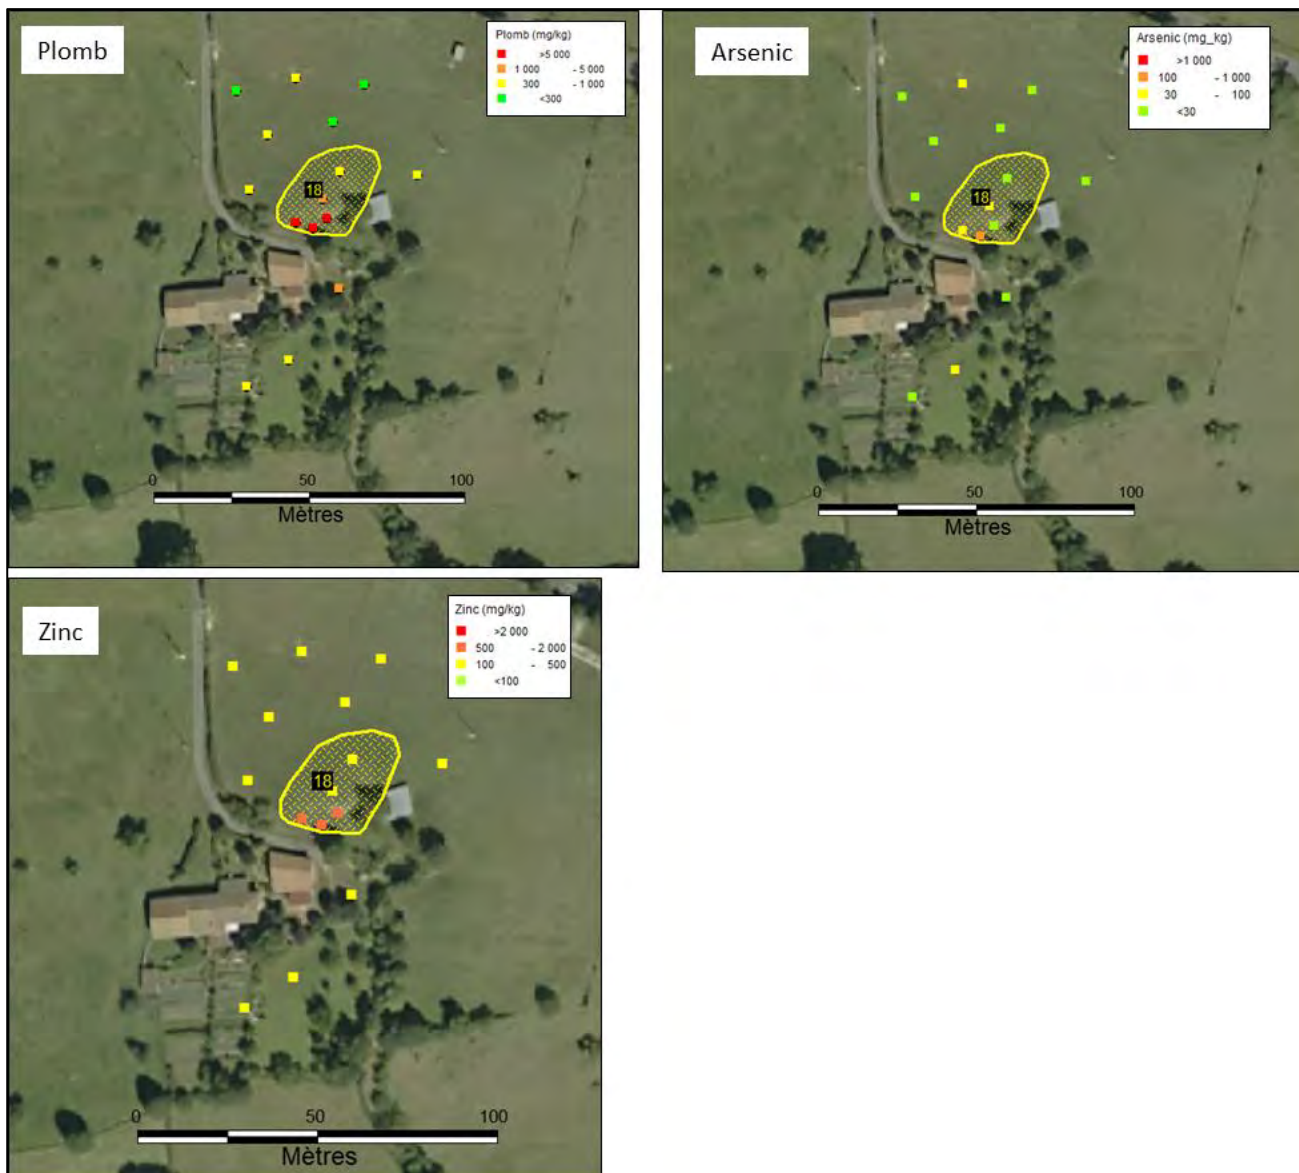 Plomb
Plomb (mg/kg)
>5 000
1 000 - 5 000
300 - 1 000
<300
18
0 50 100
Mètres
Arsenic
Arsenic (mg_kg)
>1 000
100 - 1 000
30 - 100
<30
18
0 50 100
Mètres
Zinc
Zinc (mg/kg)
>2 000
500 - 2 000
100 - 500
<100
18
0 50 100
Mètres